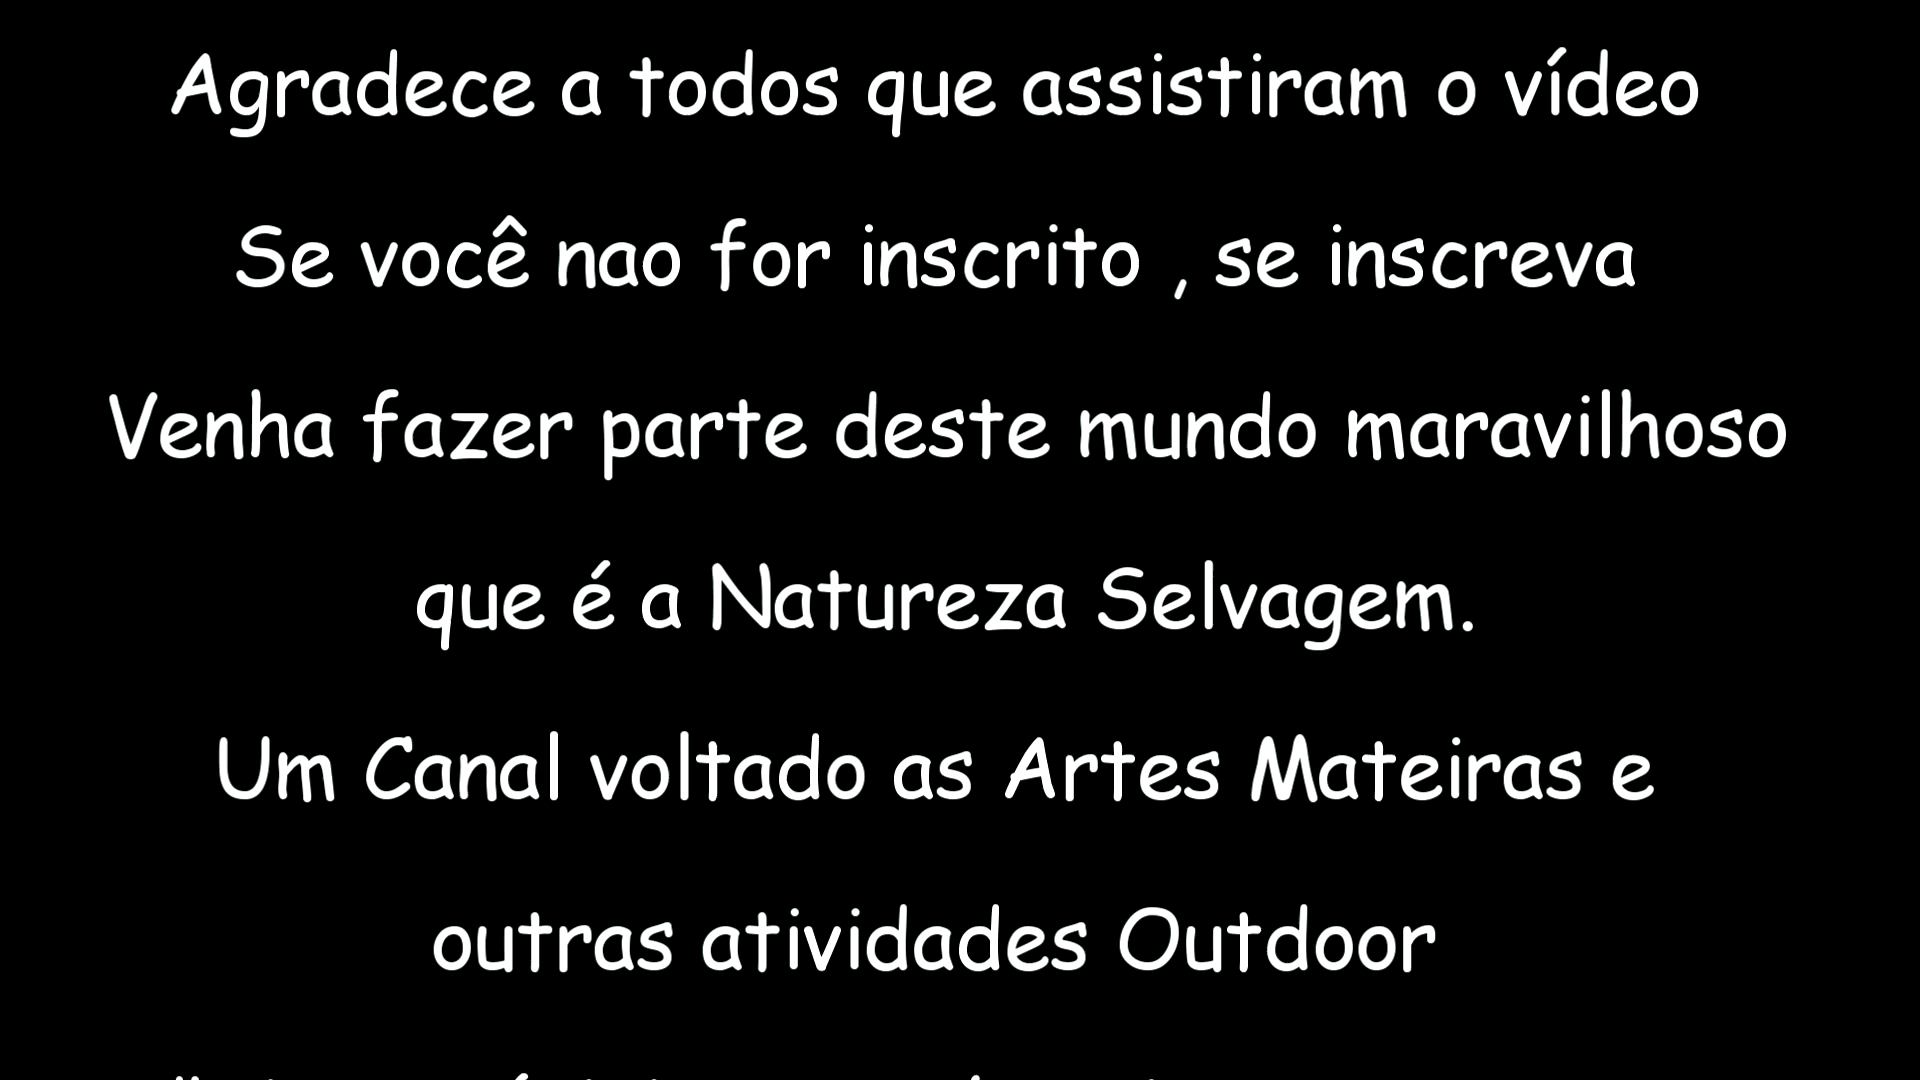 Agradece a todos que assistiram o vídeo
Se você nao for inscrito , se inscreva
Venha fazer parte deste mundo maravilhoso
que é a Natureza Selvagem.
Um Canal voltado as Artes Mateiras e
outras atividades Outdoor